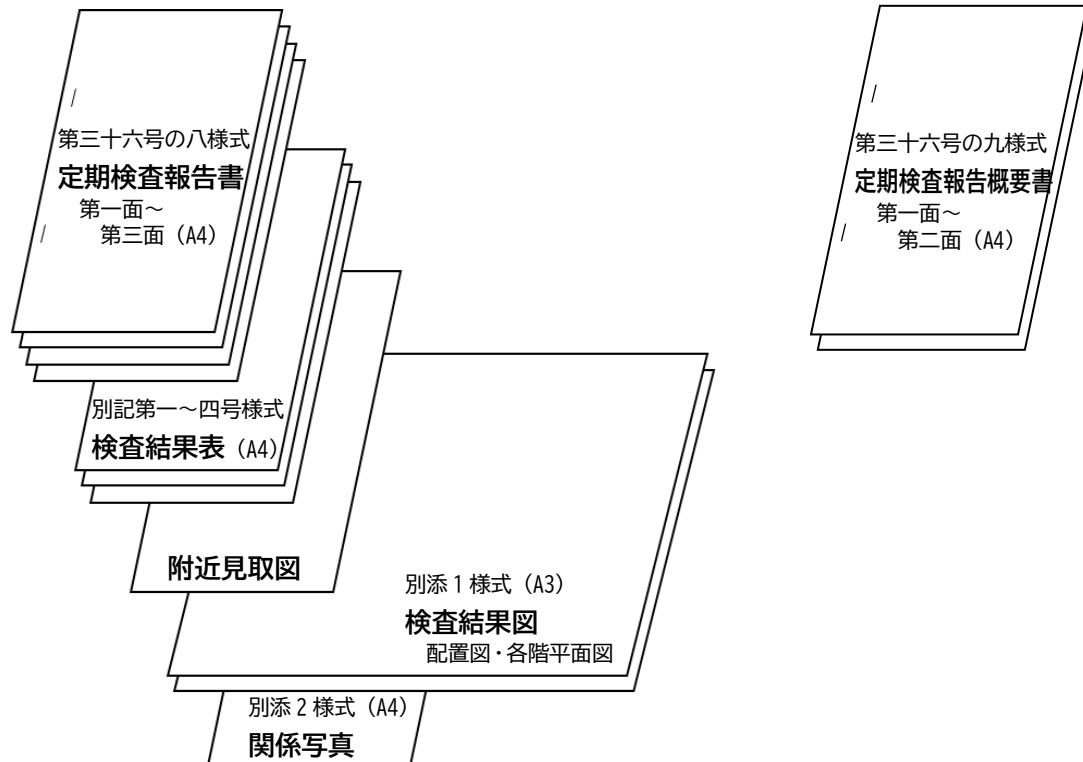 第三十六号の八様式
定期検査報告書
第一面～
第三面（A4）
別記第一～四号様式
検査結果表（A4）
附近見取図
別添１様式（A3）
検査結果図
配置図・各階平面図
別添２様式（A4）
関係写真
第三十六号の九様式
定期検査報告概要書
第一面～
第二面（A4）